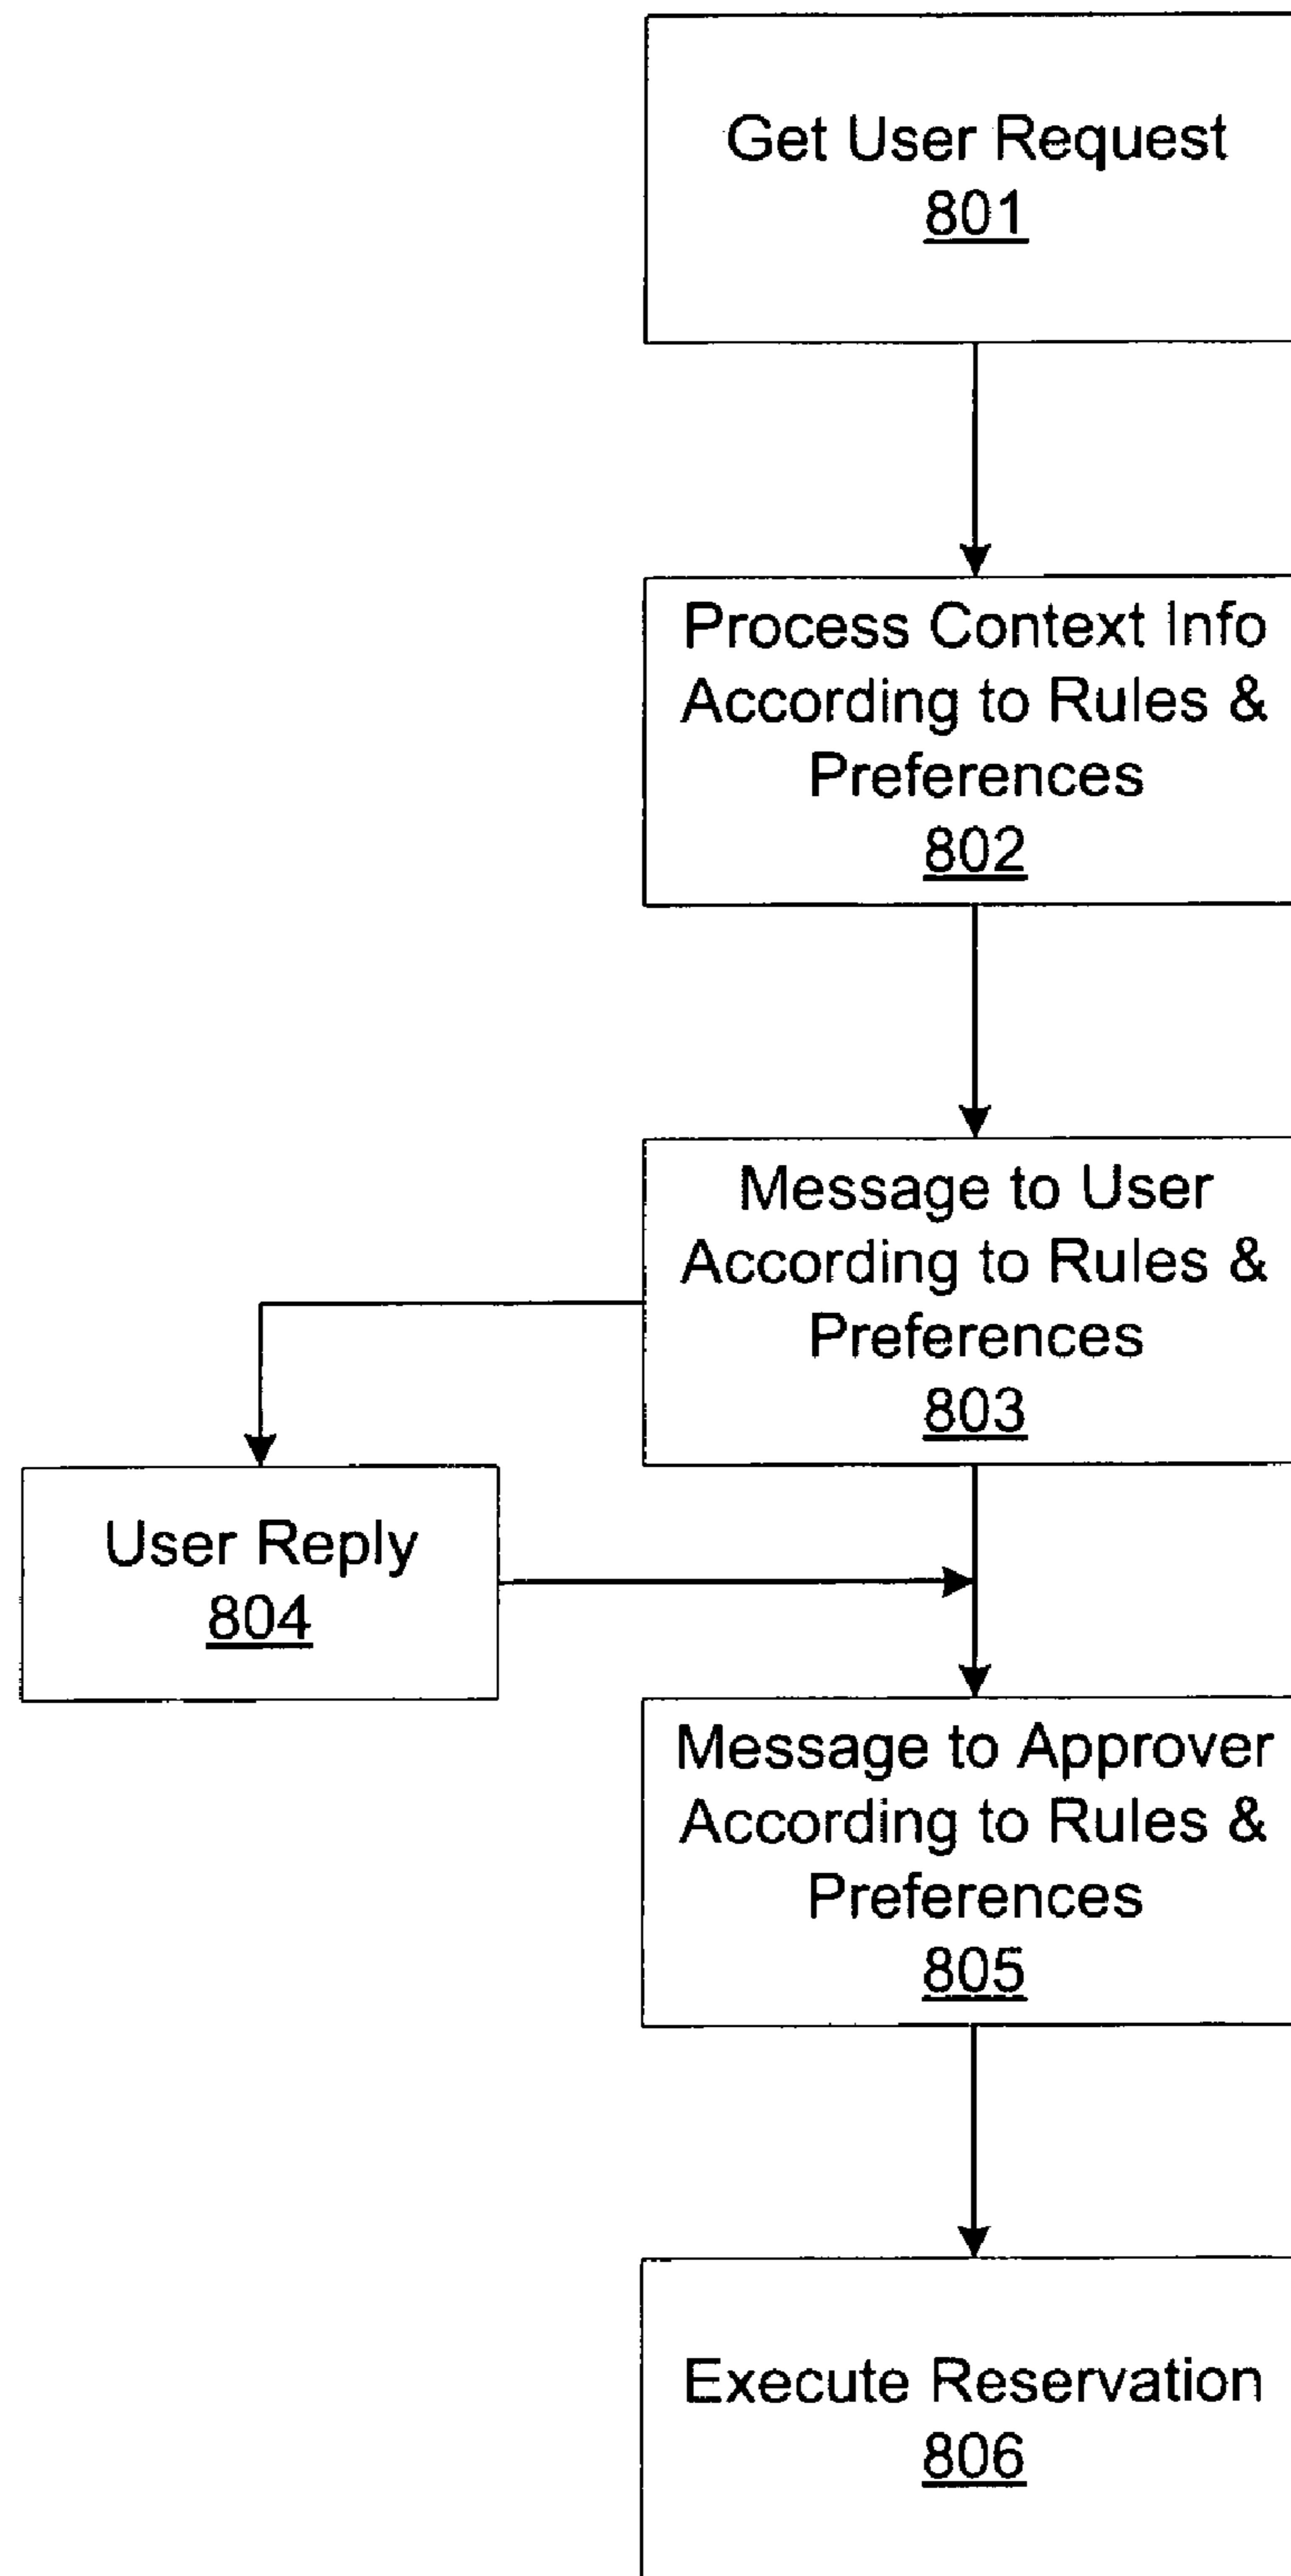 Get User Request
801
Process Context Info
According to Rules &
Preferences
802
Message to User
According to Rules &
Preferences
803
User Reply
804
Message to Approver
According to Rules &
Preferences
805
Execute Reservation
806